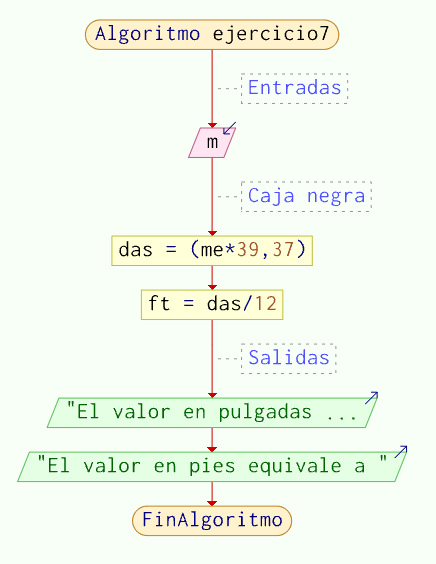 Algoritmo ejercicio7
Entradas
m
Caja negra
das = (me*39,37)
ft = das/12
Salidas
"El valor en pulgadas ...
"El valor en pies equivale a "
FinAlgoritmo